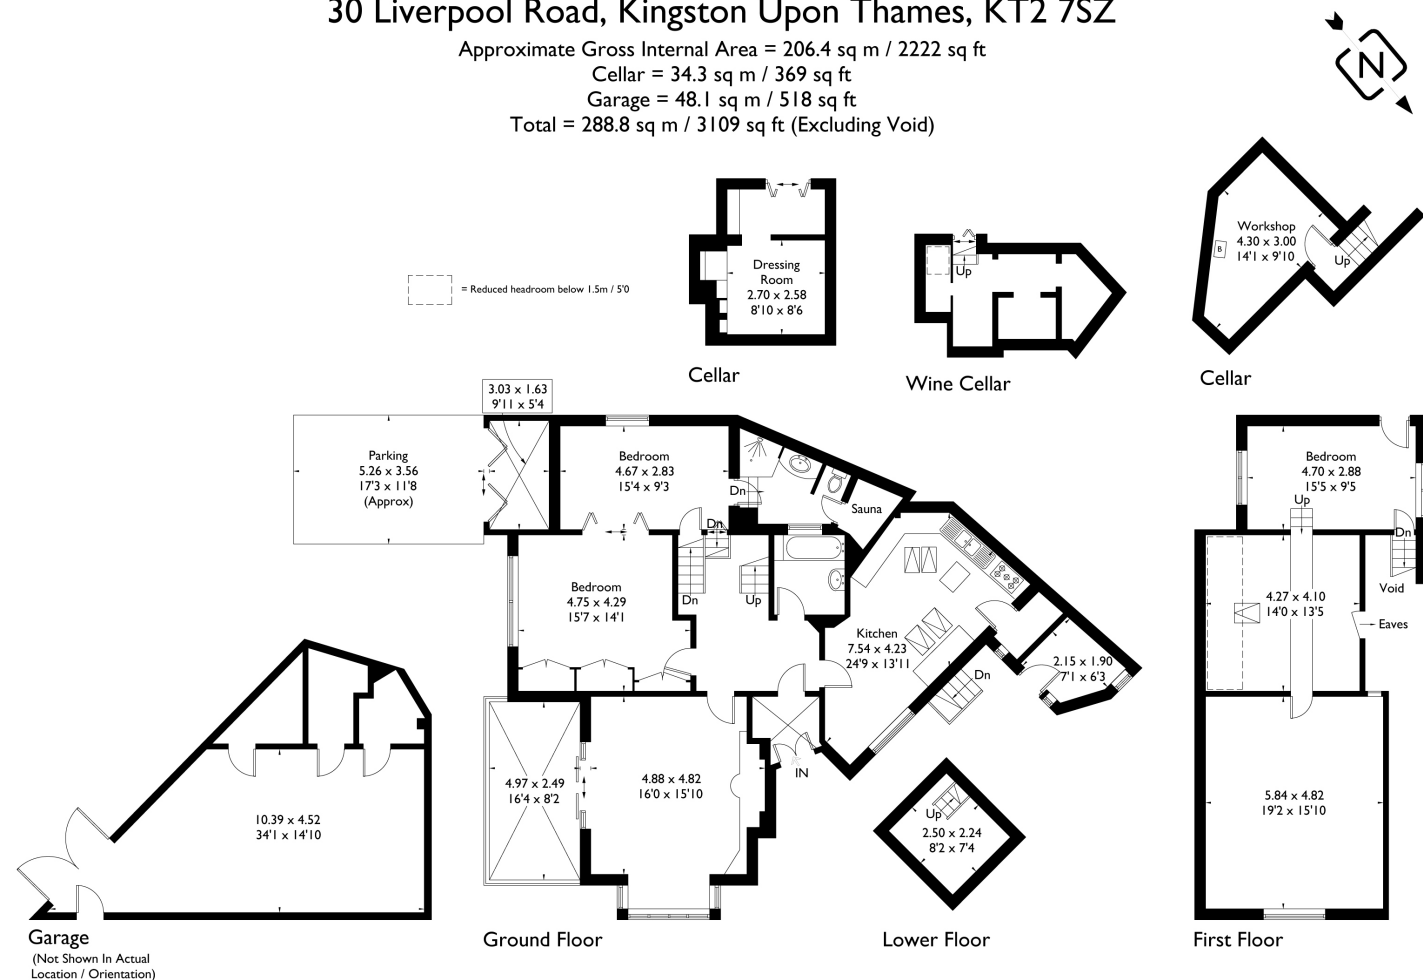 30 Liverpool Road, Kingston Upon Thames, KT2 7SZ
Approximate Gross Internal Area = 206.4 sq m / 2222 sq ft
Cellar = 34.3 sq m / 369 sq ft
Garage = 48.1 sq m / 518 sq ft
Total = 288.8 sq m / 3109 sq ft (Excluding Void)
N
= Reduced headroom below 1.5m / 5'0
Dressing
Room
2.70 x 2.58
8'10 x 8'6
Cellar
Up
Wine Cellar
Workshop
4.30 x 3.00
14'1 x 9'10
B
Up
Cellar
3.03 x 1.63
9'11 x 5'4
Parking
5.26 x 3.56
17'3 x 11'8
(Approx)
Bedroom
4.67 x 2.83
15'4 x 9'3
Dn
Sauna
Dn
Bedroom
4.75 x 4.29
15'7 x 14'1
Dn
Up
Kitchen
7.54 x 4.23
24'9 x 13'11
Dn
2.15 x 1.90
7'1 x 6'3
4.97 x 2.49
16'4 x 8'2
4.88 x 4.82
16'0 x 15'10
IN
Ground Floor
10.39 x 4.52
34'1 x 14'10
Garage
(Not Shown In Actual
Location / Orientation)
Up
2.50 x 2.24
8'2 x 7'4
Lower Floor
Bedroom
4.70 x 2.88
15'5 x 9'5
Up
Dn
Void
4.27 x 4.10
14'0 x 13'5
Eaves
5.84 x 4.82
19'2 x 15'10
First Floor